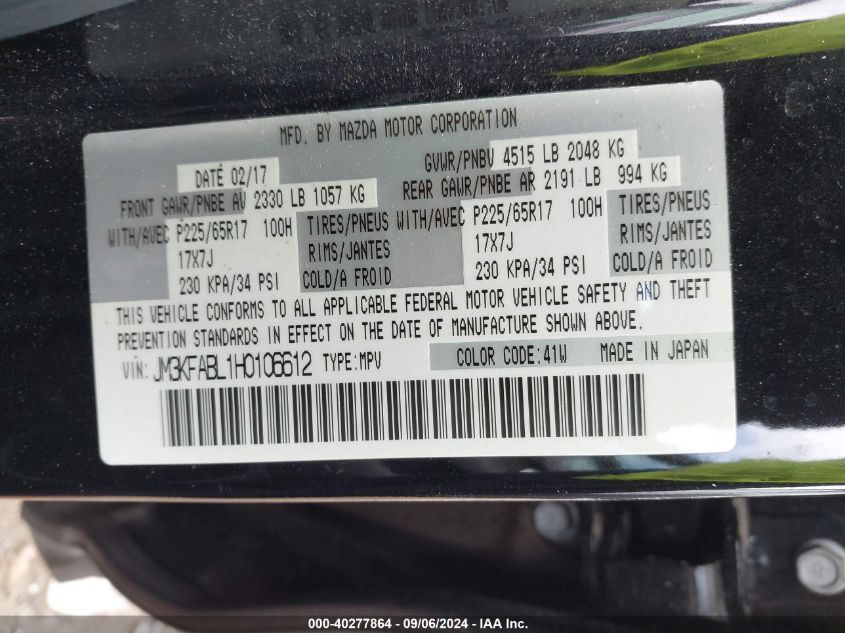 MFD. BY MAZDA MOTOR CORPORATION
DATE 02/17 GVWR/PNBV 4515 LB 2048 KG
FRONT GAWR/PNBE AV 2330 LB 1057 KG REAR GAWR/PNBE AR 2191 LB 994 KG
WITH/AVEC P225/65R17 100H TIRES/PNEUS WITH/AVEC P225/65R17 100H TIRES/PNEUS
17X7J RIMS/JANTES 17X7J RIMS/JANTES
230 KPA/34 PSI COLD/A FROID 230 KPA/34 PSI COLD/A FROID
THIS VEHICLE CONFORMS TO ALL APPLICABLE FEDERAL MOTOR VEHICLE SAFETY AND THEFT
PREVENTION STANDARDS IN EFFECT ON THE DATE OF MANUFACTURE SHOWN ABOVE.
VIN: JM3KFABL1H0106612 TYPE:MPV COLOR CODE:41W MADE IN JAPAN
000-40277864 - 09/06/2024 - IAA Inc.